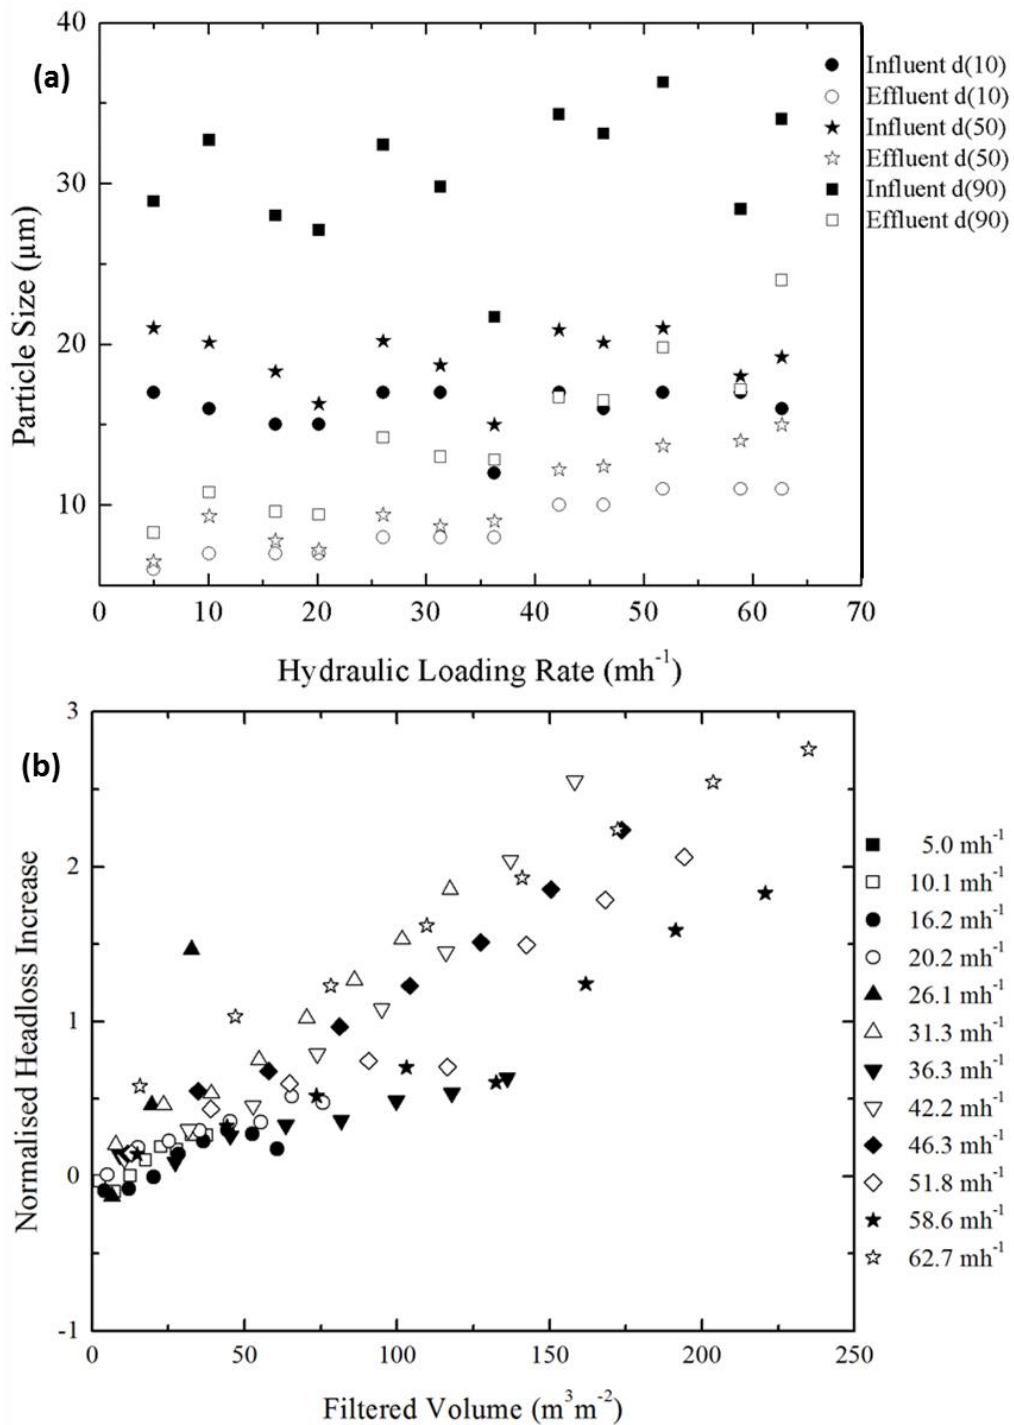 (a)
Particle Size (µm)
40
30
20
10
0 10 20 30 40 50 60 70
Hydraulic Loading Rate (mh⁻¹)
Influent d(10)
Effluent d(10)
Influent d(50)
Effluent d(50)
Influent d(90)
Effluent d(90)
(b)
Normalised Headloss Increase
3
2
1
0
-1
0 50 100 150 200 250
Filtered Volume (m³m⁻²)
5.0 mh⁻¹
10.1 mh⁻¹
16.2 mh⁻¹
20.2 mh⁻¹
26.1 mh⁻¹
31.3 mh⁻¹
36.3 mh⁻¹
42.2 mh⁻¹
46.3 mh⁻¹
51.8 mh⁻¹
58.6 mh⁻¹
62.7 mh⁻¹